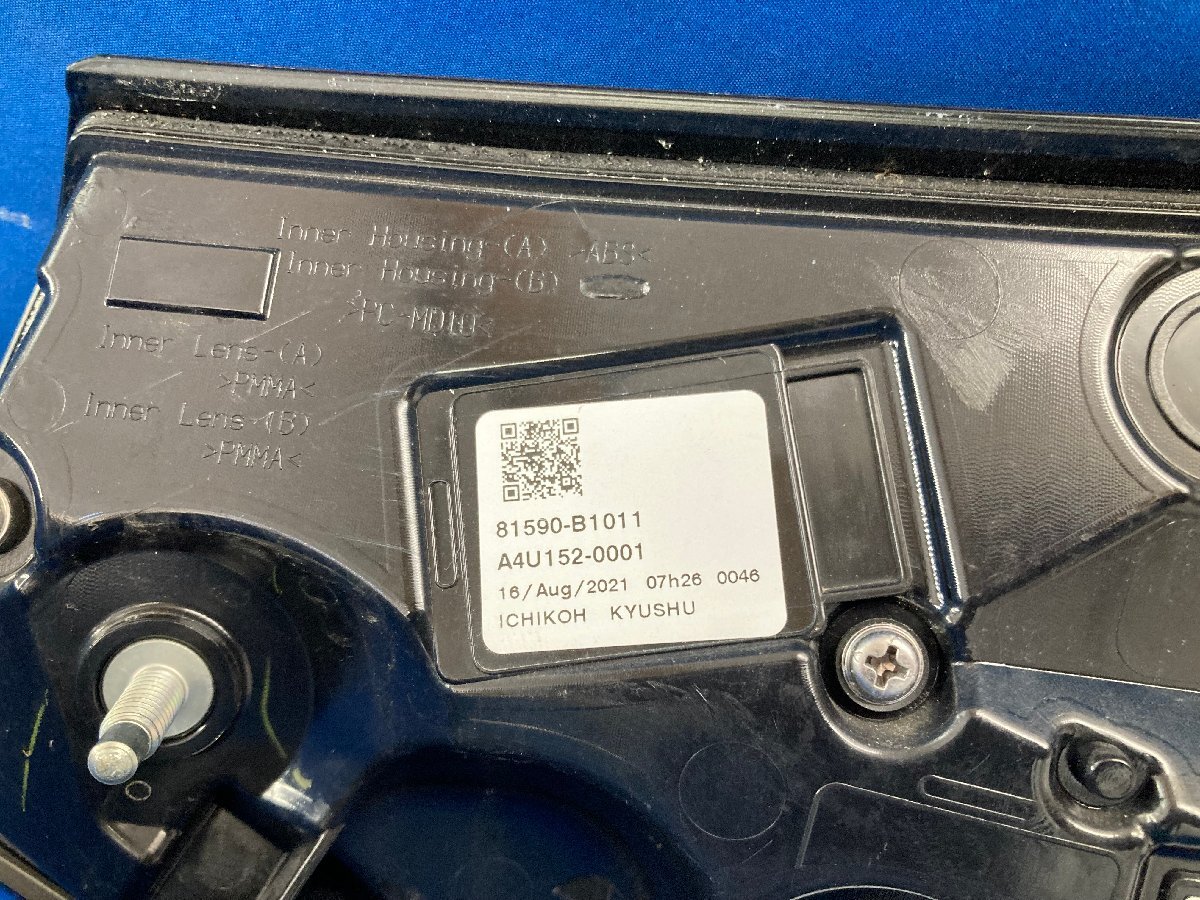 Inner Housing-(A) >ABS<
Inner Housing-(B)
>PC-MD10<
Inner Lens-(A)
>PMMA<
Inner Lens-(B)
>PMMA<
81590-B1011
A4U152-0001
16/Aug/2021 07h26 0046
ICHIKOH KYUSHU